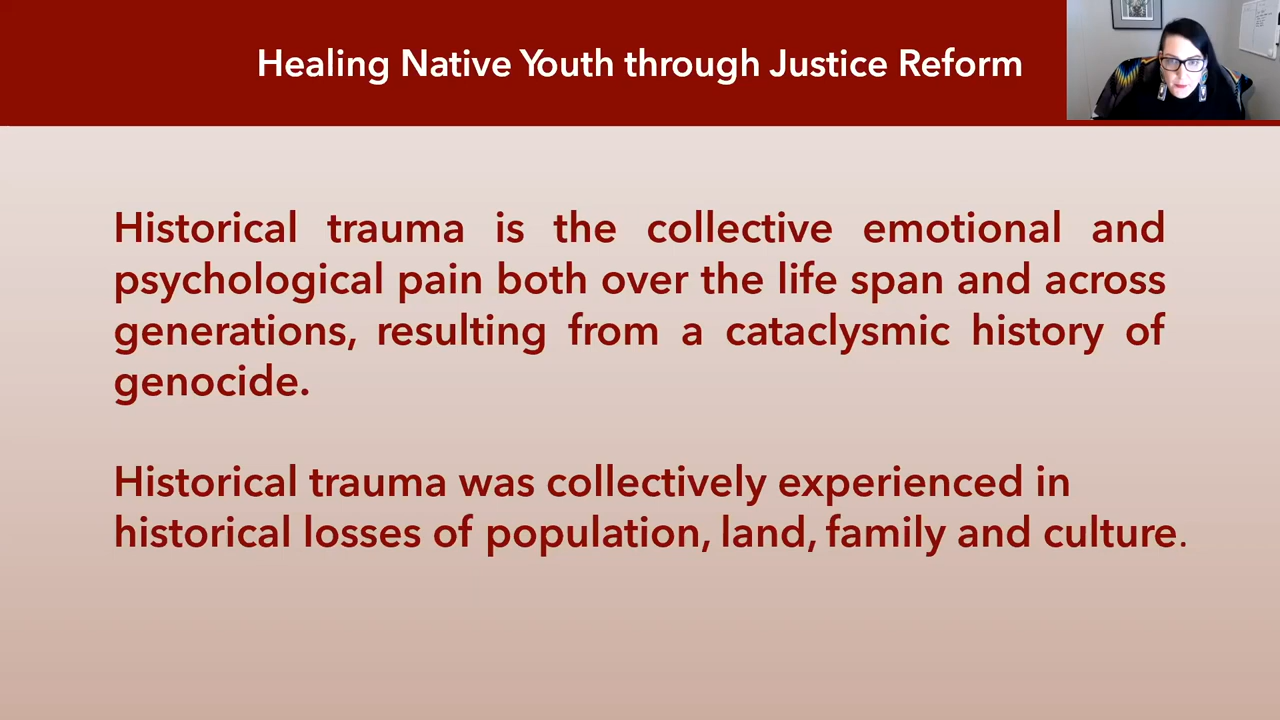 Healing Native Youth through Justice Reform
Historical trauma is the collective emotional and
psychological pain both over the life span and across
generations, resulting from a cataclysmic history of
genocide.
Historical trauma was collectively experienced in
historical losses of population, land, family and culture.